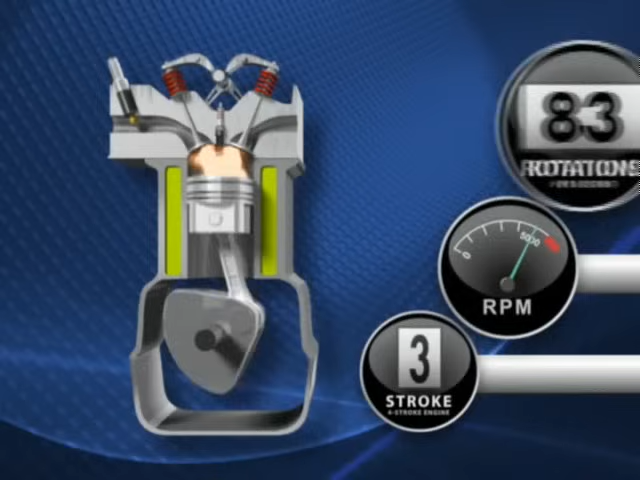 83
ROTATIONS
0
5000
RPM
3
STROKE
4-STROKE ENGINE